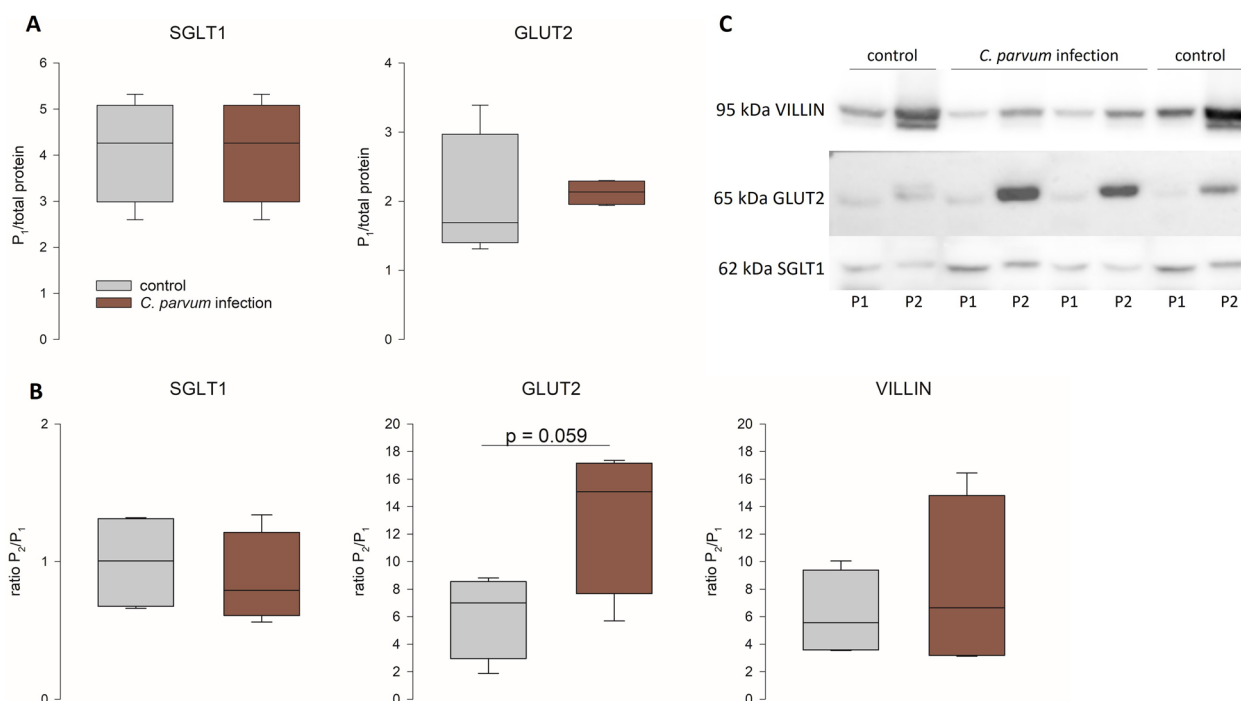 A
SGLT1
GLUT2
P1/total protein
6
5
4
3
2
1
0
control
C. parvum infection
P1/total protein
4
3
2
1
0
C
control
C. parvum infection
control
95 kDa VILLIN
65 kDa GLUT2
62 kDa SGLT1
P1 P2 P1 P2 P1 P2 P1 P2
B
SGLT1
GLUT2
VILLIN
ratio P2/P1
2
1
0
ratio P2/P1
20
18
16
14
12
10
8
6
4
2
0
p = 0.059
ratio P2/P1
20
18
16
14
12
10
8
6
4
2
0